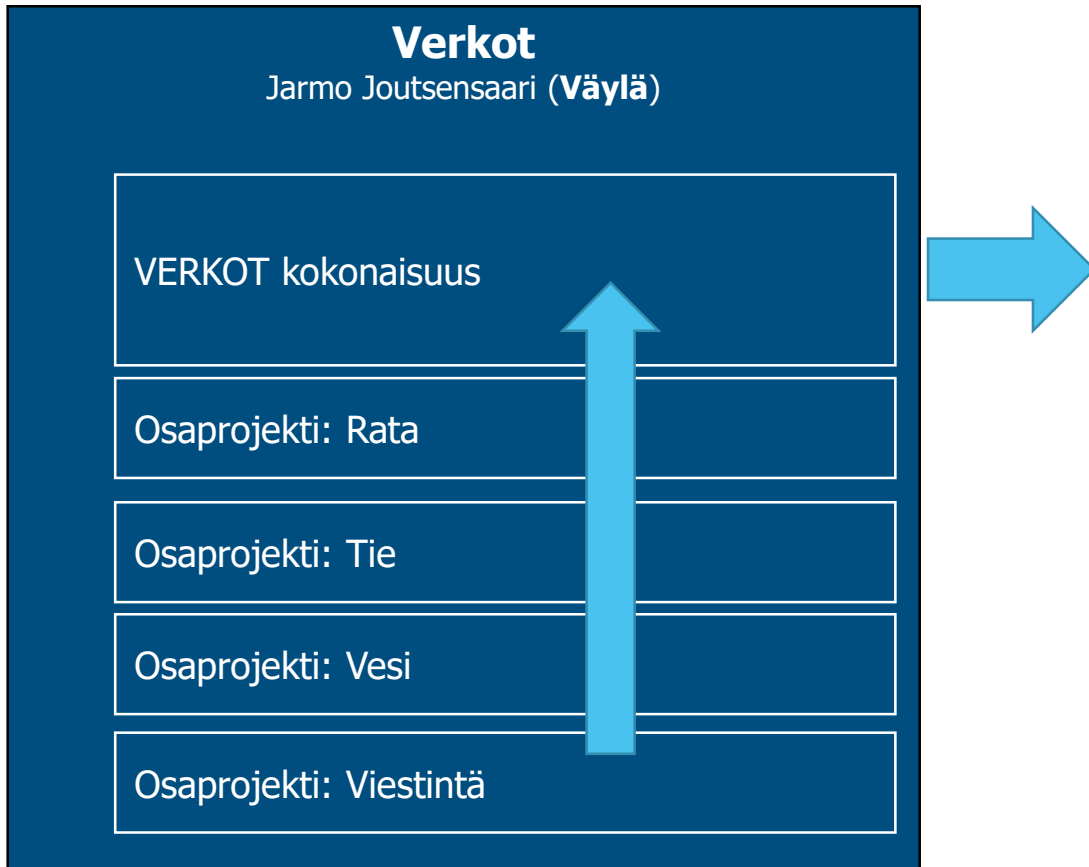 Verkot
Jarmo Joutsensaari (Väylä)
VERKOT kokonaisuus
Osaprojekti: Rata
Osaprojekti: Tie
Osaprojekti: Vesi
Osaprojekti: Viestintä